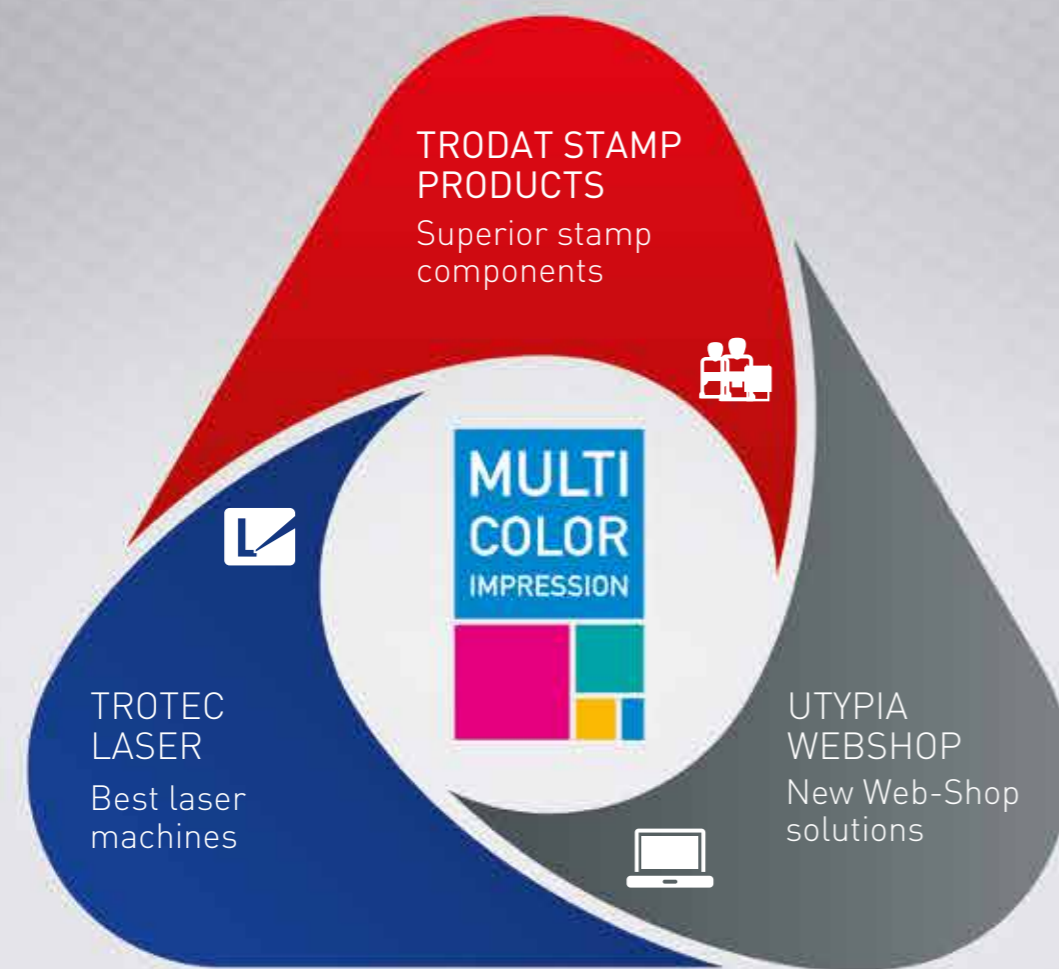 TRODAT STAMP
PRODUCTS
Superior stamp
components
MULTI
COLOR
IMPRESSION
L
TROTEC
LASER
Best laser
machines
UTYPIA
WEBSHOP
New Web-Shop
solutions